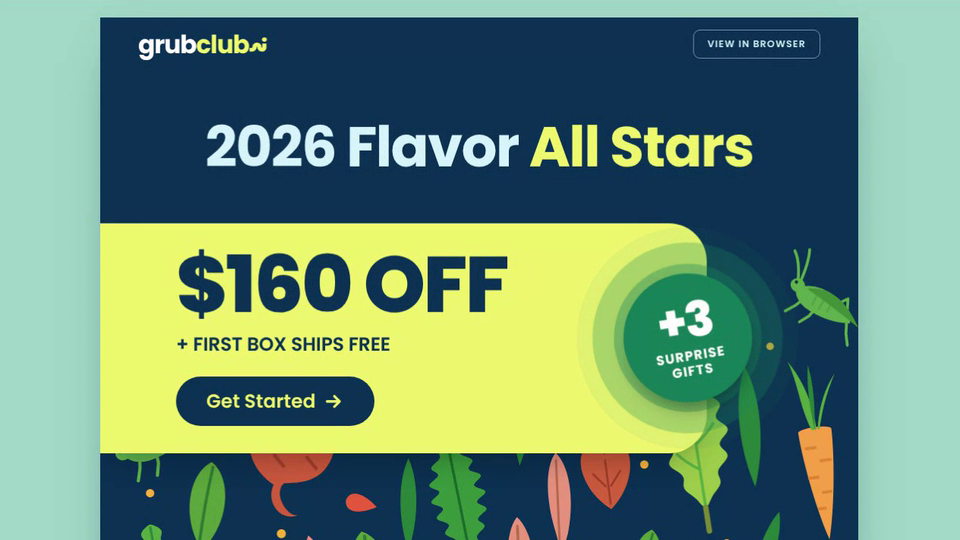 grubclub
VIEW IN BROWSER
2026 Flavor All Stars
$160 OFF
+ FIRST BOX SHIPS FREE
Get Started →
+3
SURPRISE
GIFTS